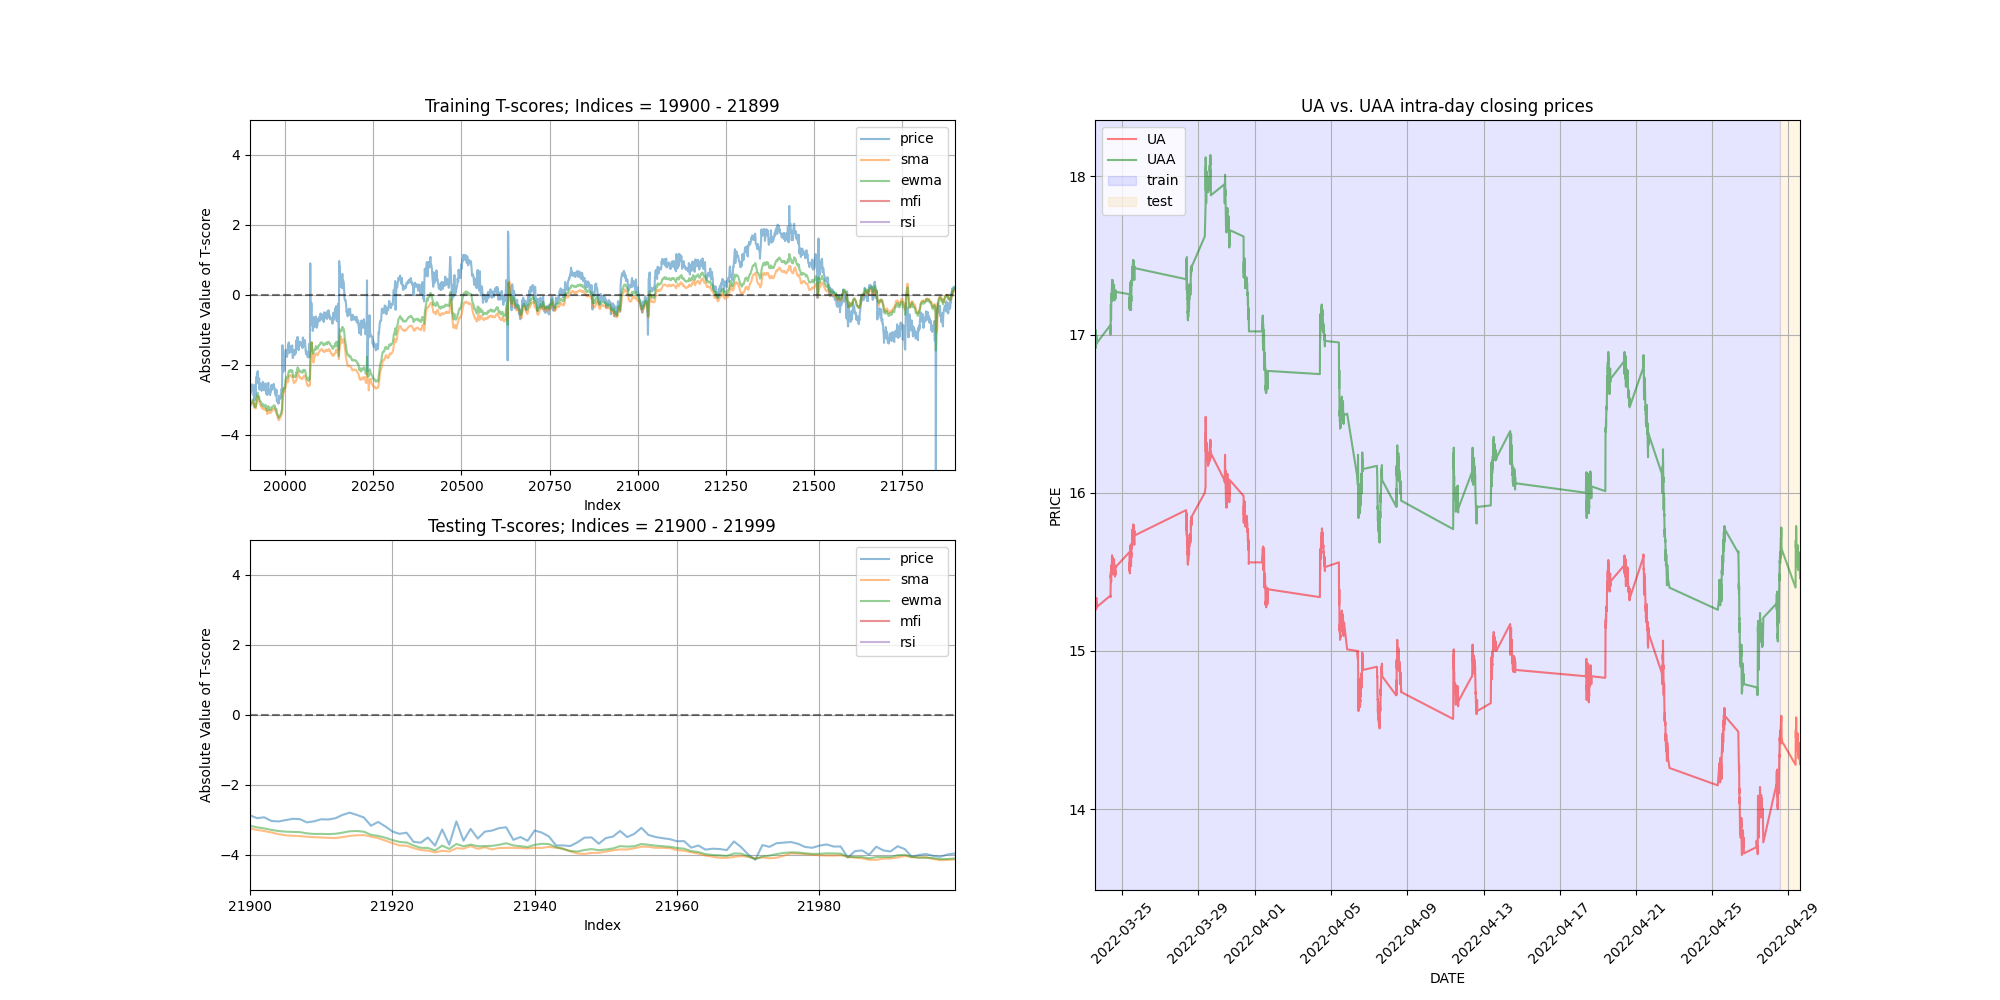 Training T-scores; Indices = 19900 - 21899
Absolute Value of T-score
4
2
0
−2
−4
price
sma
ewma
mfi
rsi
20000 20250 20500 20750 21000 21250 21500 21750
Index
Testing T-scores; Indices = 21900 - 21999
Absolute Value of T-score
4
2
0
−2
−4
price
sma
ewma
mfi
rsi
21900 21920 21940 21960 21980
Index
UA vs. UAA intra-day closing prices
PRICE
18
17
16
15
14
UA
UAA
train
test
2022-03-25 2022-03-29 2022-04-01 2022-04-05 2022-04-09 2022-04-13 2022-04-17 2022-04-21 2022-04-25 2022-04-29
DATE